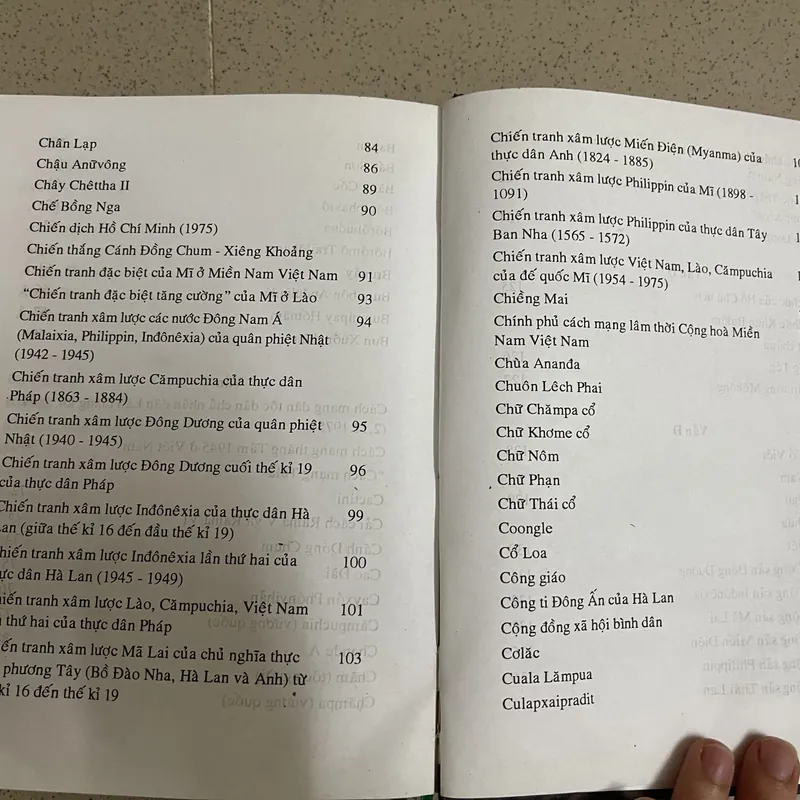 Chân Lạp 84
Chậu Anữvông 86
Chây Chêttha II 89
Chế Bồng Nga 90
Chiến dịch Hồ Chí Minh (1975)
Chiến thắng Cánh Đồng Chum - Xiêng Khoảng
Chiến tranh đặc biệt của Mĩ ở Miền Nam Việt Nam 91
“Chiến tranh đặc biệt tăng cường” của Mĩ ở Lào 93
Chiến tranh xâm lược các nước Đông Nam Á 94
(Malaixia, Philippin, Inđônêxia) của quân phiệt Nhật
(1942 - 1945)
Chiến tranh xâm lược Cămpuchia của thực dân
Pháp (1863 - 1884)
Chiến tranh xâm lược Đông Dương của quân phiệt 95
Nhật (1940 - 1945)
Chiến tranh xâm lược Đông Dương cuối thế kỉ 19 96
của thực dân Pháp
Chiến tranh xâm lược Inđônêxia của thực dân Hà 99
Lan (giữa thế kỉ 16 đến đầu thế kỉ 19)
hiến tranh xâm lược Inđônêxia lần thứ hai của 100
ực dân Hà Lan (1945 - 1949)
iến tranh xâm lược Lào, Cămpuchia, Việt Nam 101
thứ hai của thực dân Pháp
ến tranh xâm lược Mã Lai của chủ nghĩa thực 103
phương Tây (Bồ Đào Nha, Hà Lan và Anh) từ
kỉ 16 đến thế kỉ 19
Chiến tranh xâm lược Miến Điện (Myanma) của
thực dân Anh (1824 - 1885)
Chiến tranh xâm lược Philippin của Mĩ (1898 -
1091)
Chiến tranh xâm lược Philippin của thực dân Tây
Ban Nha (1565 - 1572)
Chiến tranh xâm lược Việt Nam, Lào, Cămpuchia
của đế quốc Mĩ (1954 - 1975)
Chiềng Mai
Chính phủ cách mạng lâm thời Cộng hoà Miền
Nam Việt Nam
Chùa Ananđa
Chuôn Lêch Phai
Chữ Chămpa cổ
Chữ Khơme cổ
Chữ Nôm
Chữ Phạn
Chữ Thái cổ
Coongle
Cổ Loa
Công giáo
Công ti Đông Ấn của Hà Lan
Cộng đồng xã hội bình dân
Cơlăc
Cuala Lămpua
Culapxaipradit